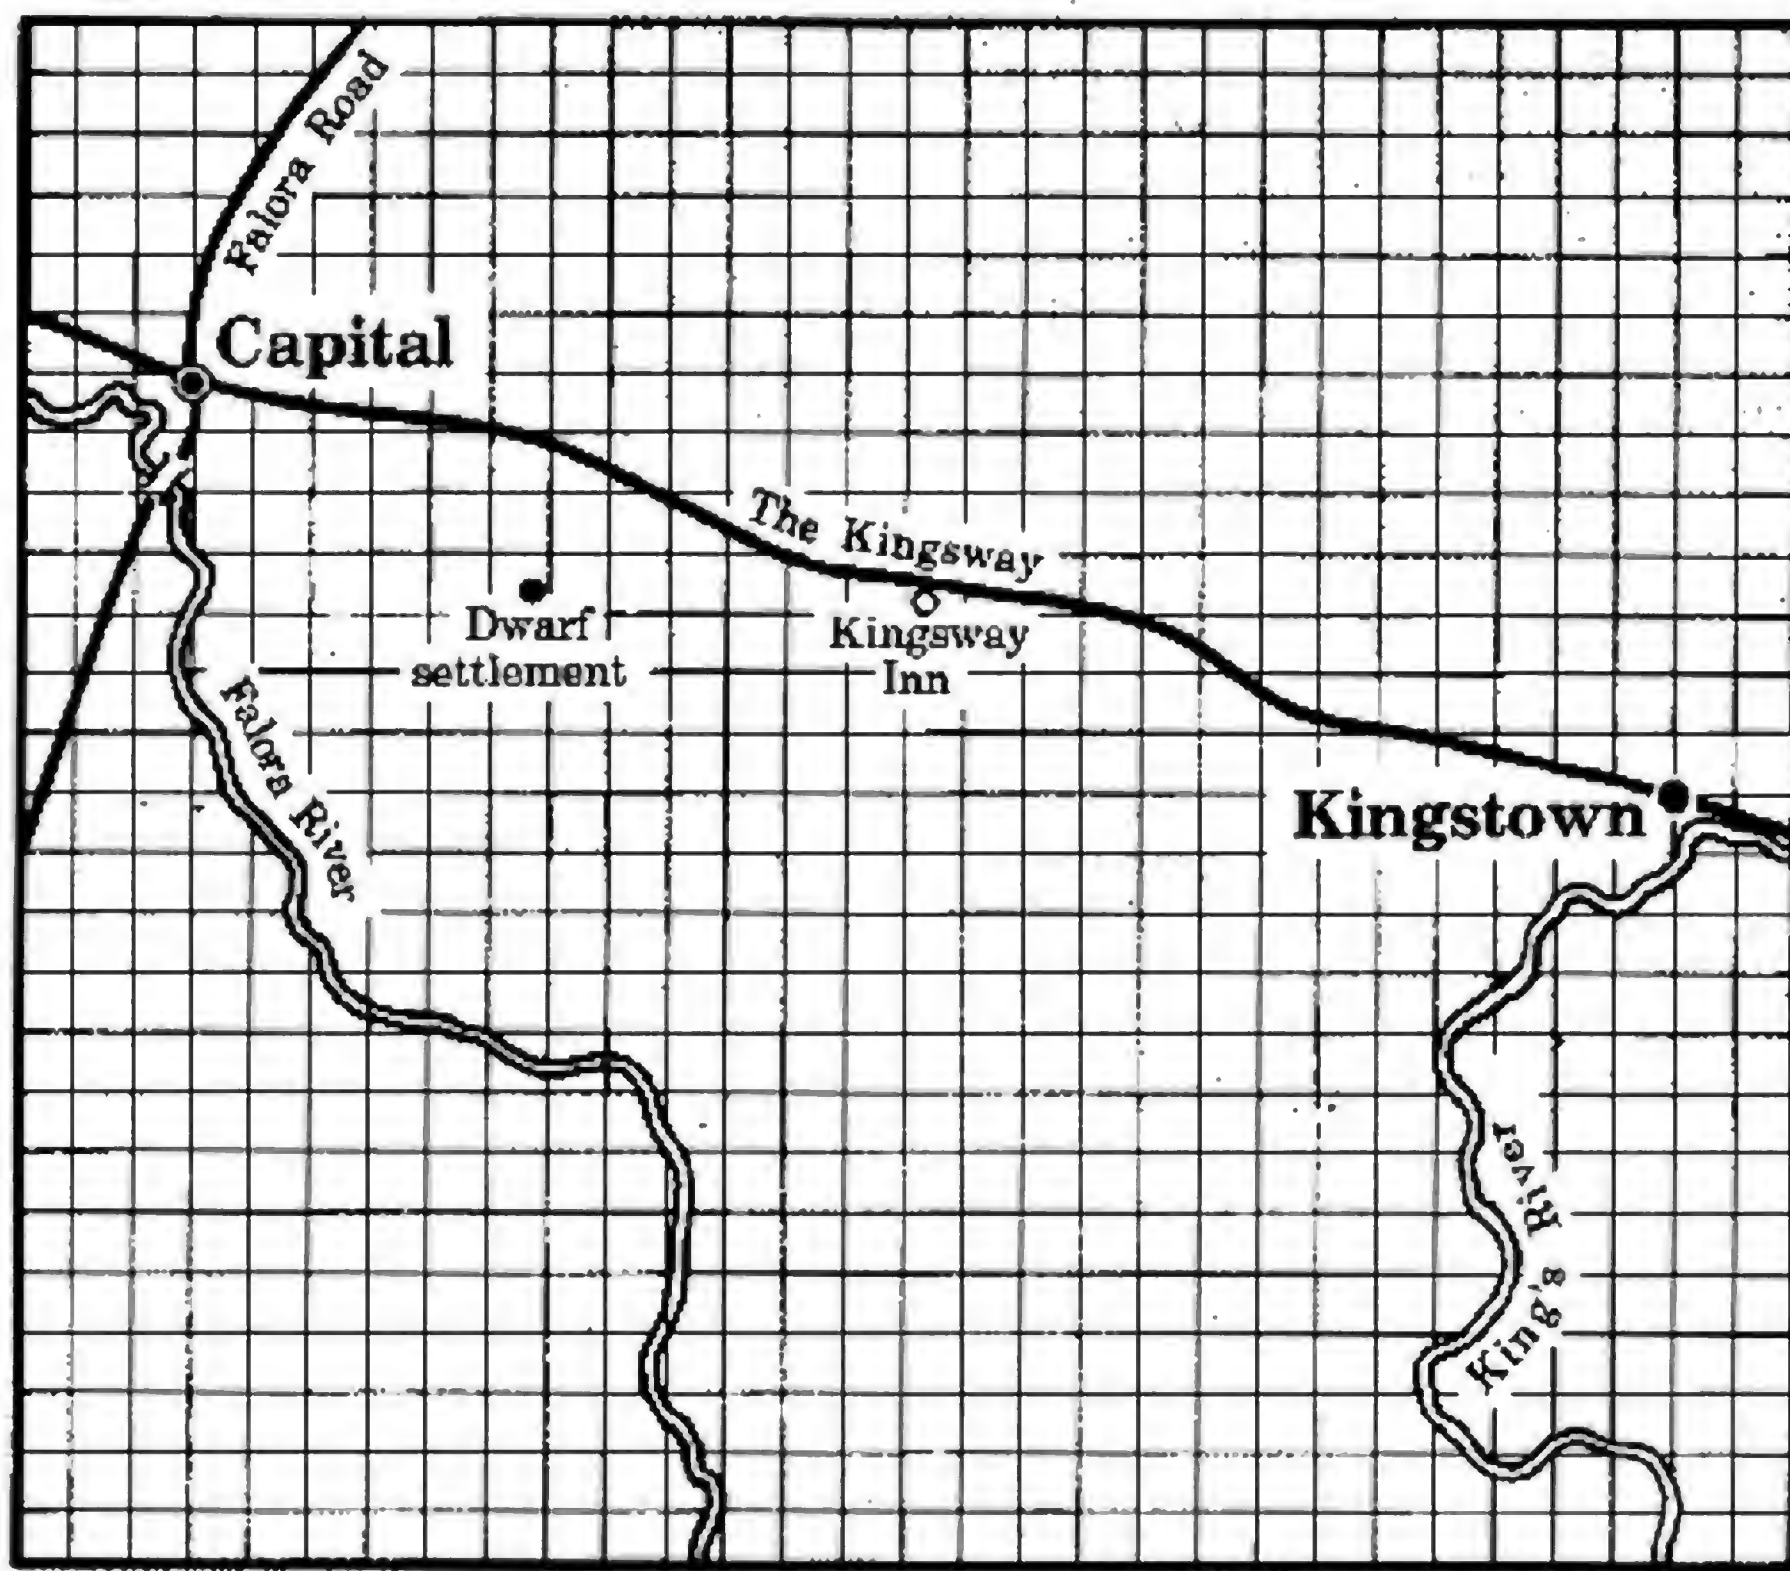 Falora Road
Capital
The Kingsway
Dwarf
settlement
Kingsway
Inn
Falora River
Kingstown
King's River